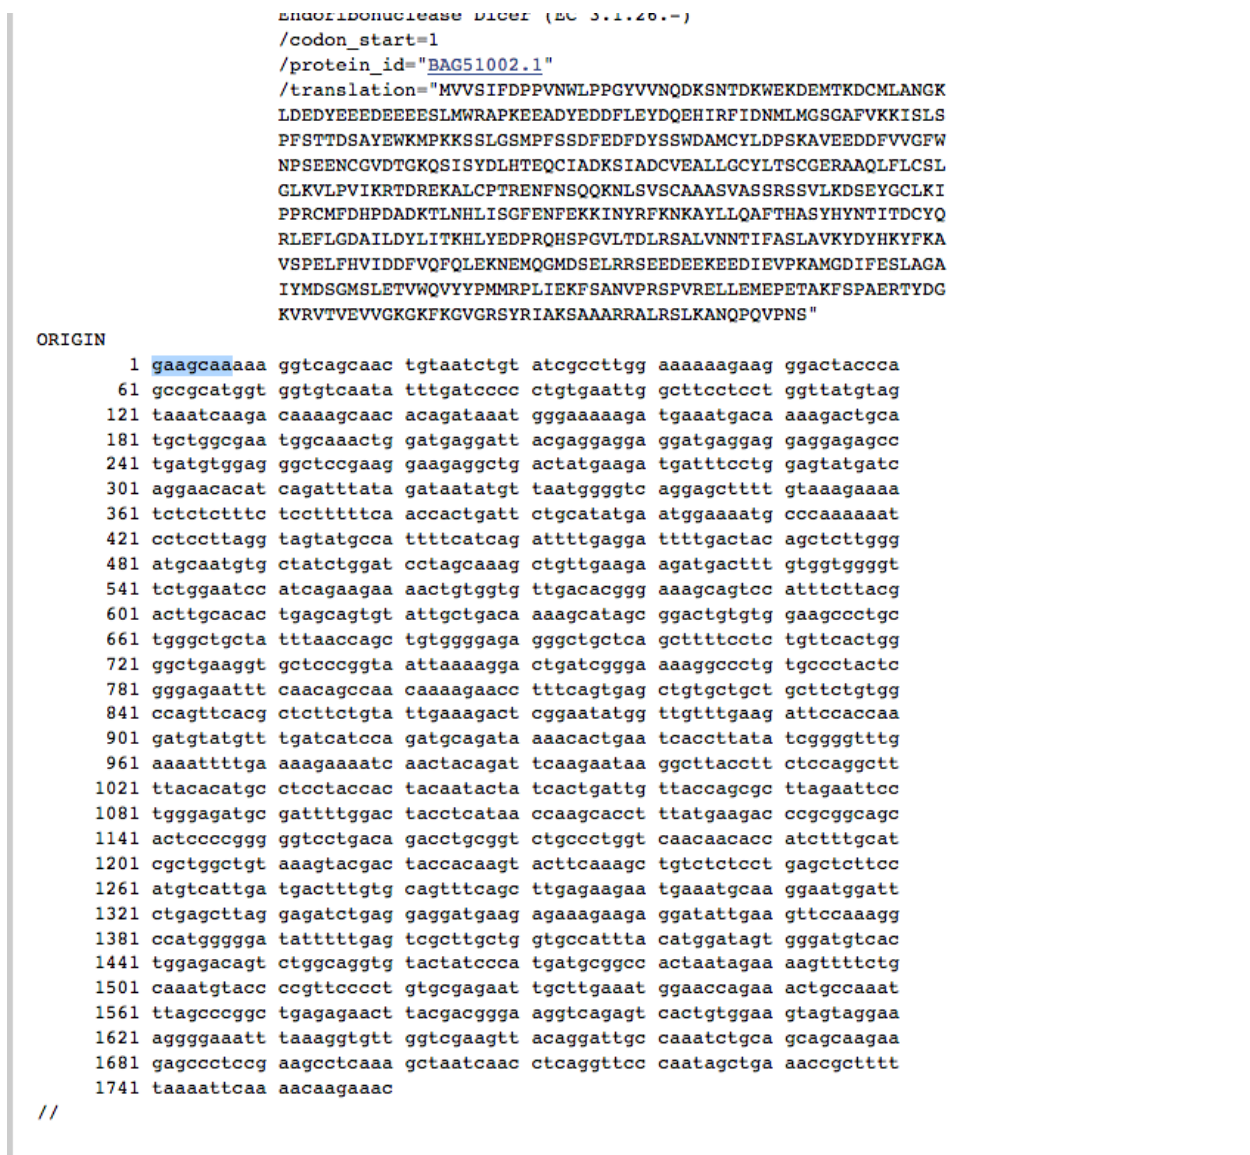 Endoribonuclease Dicer (EC 3.1.26.-)
/codon_start=1
/protein_id="BAG51002.1"
/translation="MVVSIFDPPVNWLPPGYVVNQDKSNTDKWEKDEMTKDCMLANGK
LDEDYEEEDEEEESLMWRAPKEEADYEDDFLEYDQEHIRFIDNMLMGSGAFVKKISLS
PFSTTDSAYEWKMPKKSSLGSMPFSSDFEDFDYSSWDAMCYLDPSKAVEEDDFVVGFW
NPSEENCGVDTGKQSISYDLHTEQCIADKSIADCVEALLGCYLTSCGERAAQLFLCSL
GLKVLPVIKRTDREKALCPTRENFNSQQKNLSVSCAAASVASSRSSVLKDSEYGCLKI
PPRCMFDHPDADKTLNHLISGFENFEKKINYRFKNKAYLLQAFTHASYHYNTITDCYQ
RLEFLGDAILDYLITKHLYEDPRQHSPGVLTDLRSALVNNTIFASLAVKYDYHKYFKA
VSPELFHVIDDFVQFQLEKNEMQGMDSELRRSEEDEEKEEDIEVPKAMGDIFESLAGA
IYMDSGMSLETVWQVYYPMMRPLIEKFSANVPRSPVRELLEMEPETAKFSPAERTYDG
KVRVTVEVVGKGKFKGVGRSYRIAKSAAARRALRSLKANQPQVPNS"
ORIGIN
1 gaagcaaaaa ggtcagcaac tgtaatctgt atcgccttgg aaaaaagaag ggactaccca
61 gccgcatggt ggtgtcaata tttgatcccc ctgtgaattg gcttcctcct ggttatgtag
121 taaatcaaga caaaagcaac acagataaat gggaaaaaga tgaaatgaca aaagactgca
181 tgctggcgaa tggcaaactg gatgaggatt acgaggagga ggatgaggag gaggagagcc
241 tgatgtggag ggctccgaag gaagaggctg actatgaaga tgatttcctg gagtatgatc
301 aggaacacat cagatttata gataatatgt taatggggtc aggagctttt gtaaagaaaa
361 tctctctttc tcctttttca accactgatt ctgcatatga atggaaaatg cccaaaaaat
421 cctccttagg tagtatgcca ttttcatcag attttgagga ttttgactac agctcttggg
481 atgcaatgtg ctatctggat cctagcaaag ctgttgaaga agatgacttt gtggtggggt
541 tctggaatcc atcagaagaa aactgtggtg ttgacacggg aaagcagtcc atttcttacg
601 acttgcacac tgagcagtgt attgctgaca aaagcatagc ggactgtgtg gaagccctgc
661 tgggctgcta tttaaccagc tgtggggaga gggctgctca gcttttcctc tgttcactgg
721 ggctgaaggt gctcccggta attaaaagga ctgatcggga aaaggccctg tgccctactc
781 gggagaattt caacagccaa caaaagaacc tttcagtgag ctgtgctgct gcttctgtgg
841 ccagttcacg ctcttctgta ttgaaagact cggaatatgg ttgtttgaag attccaccaa
901 gatgtatgtt tgatcatcca gatgcagata aaacactgaa tcaccttata tcggggtttg
961 aaaattttga aaagaaaatc aactacagat tcaagaataa ggcttacctt ctccaggctt
1021 ttacacatgc ctcctaccac tacaatacta tcactgattg ttaccagcgc ttagaattcc
1081 tgggagatgc gattttggac tacctcataa ccaagcacct ttatgaagac ccgcggcagc
1141 actccccggg ggtcctgaca gacctgcggt ctgccctggt caacaacacc atctttgcat
1201 cgctggctgt aaagtacgac taccacaagt acttcaaagc tgtctctcct gagctcttcc
1261 atgtcattga tgactttgtg cagtttcagc ttgagaagaa tgaaatgcaa ggaatggatt
1321 ctgagcttag gagatctgag gaggatgaag agaaagaaga ggatattgaa gttccaaagg
1381 ccatggggga tatttttgag tcgcttgctg gtgccattta catggatagt gggatgtcac
1441 tggagacagt ctggcaggtg tactatccca tgatgcggcc actaatagaa aagttttctg
1501 caaatgtacc ccgttcccct gtgcgagaat tgcttgaaat ggaaccagaa actgccaaat
1561 ttagcccggc tgagagaact tacgacggga aggtcagagt cactgtggaa gtagtaggaa
1621 aggggaaatt taaaggtgtt ggtcgaagtt acaggattgc caaatctgca gcagcaagaa
1681 gagccctccg aagcctcaaa gctaatcaac ctcaggttcc caatagctga aaccgctttt
1741 taaaattcaa aacaagaaac
//